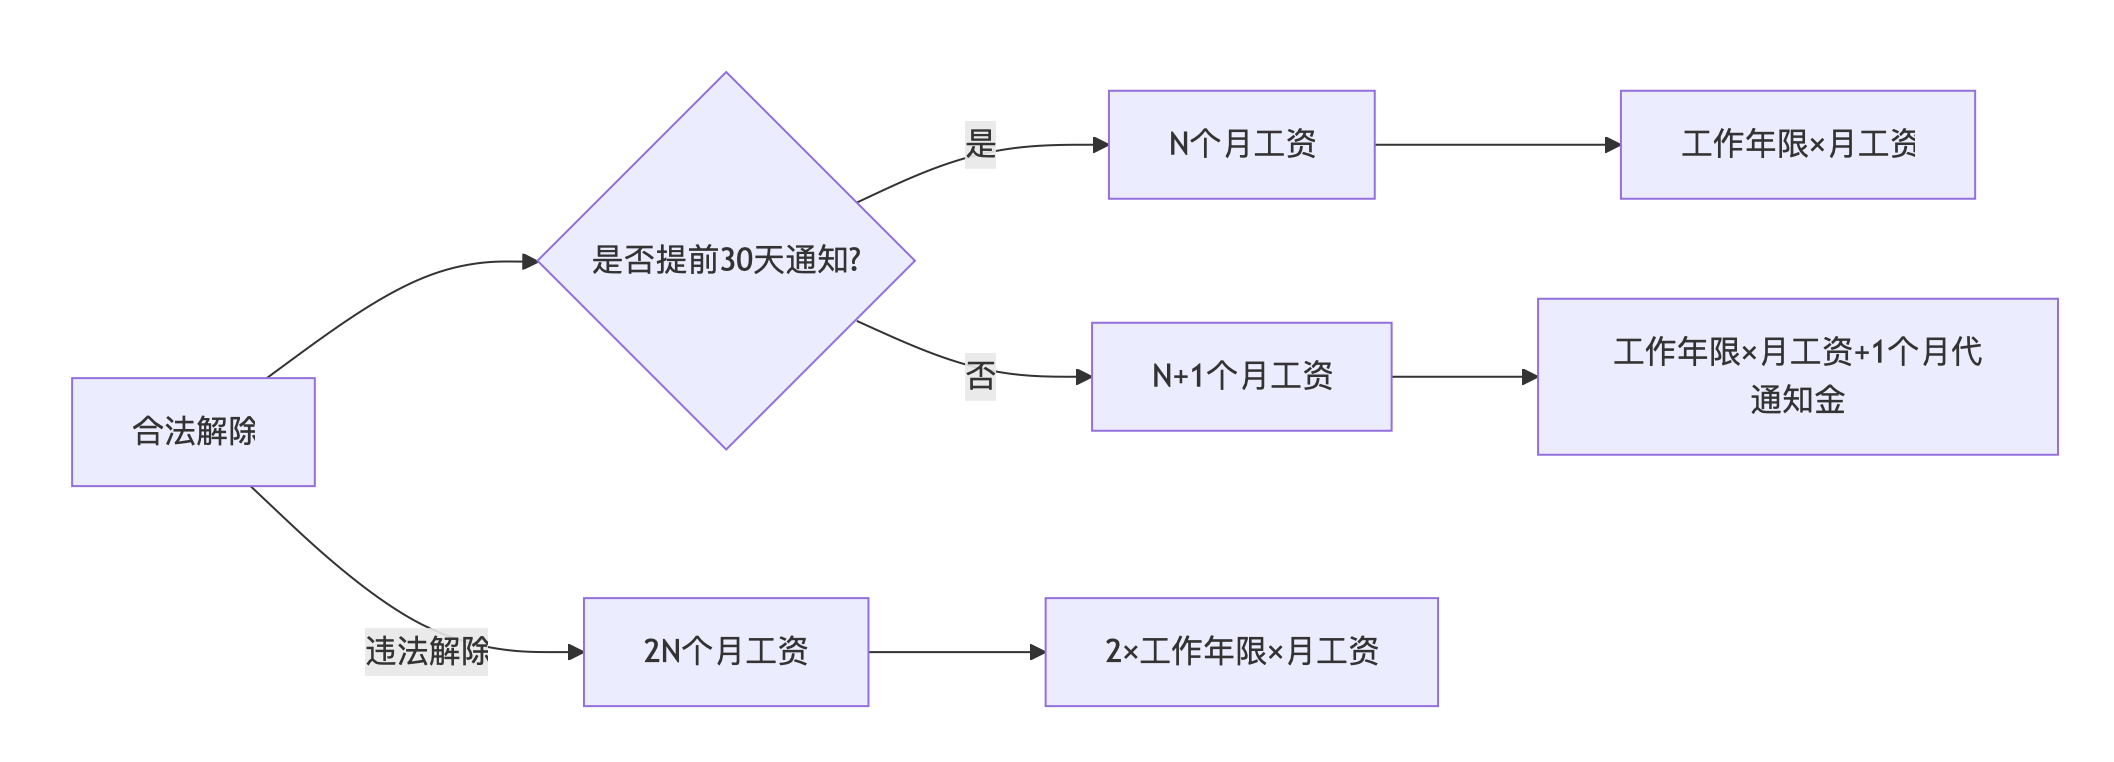 合法解除
是否提前30天通知?
是
N个月工资
工作年限×月工资
否
N+1个月工资
工作年限×月工资+1个月代
通知金
违法解除
2N个月工资
2×工作年限×月工资